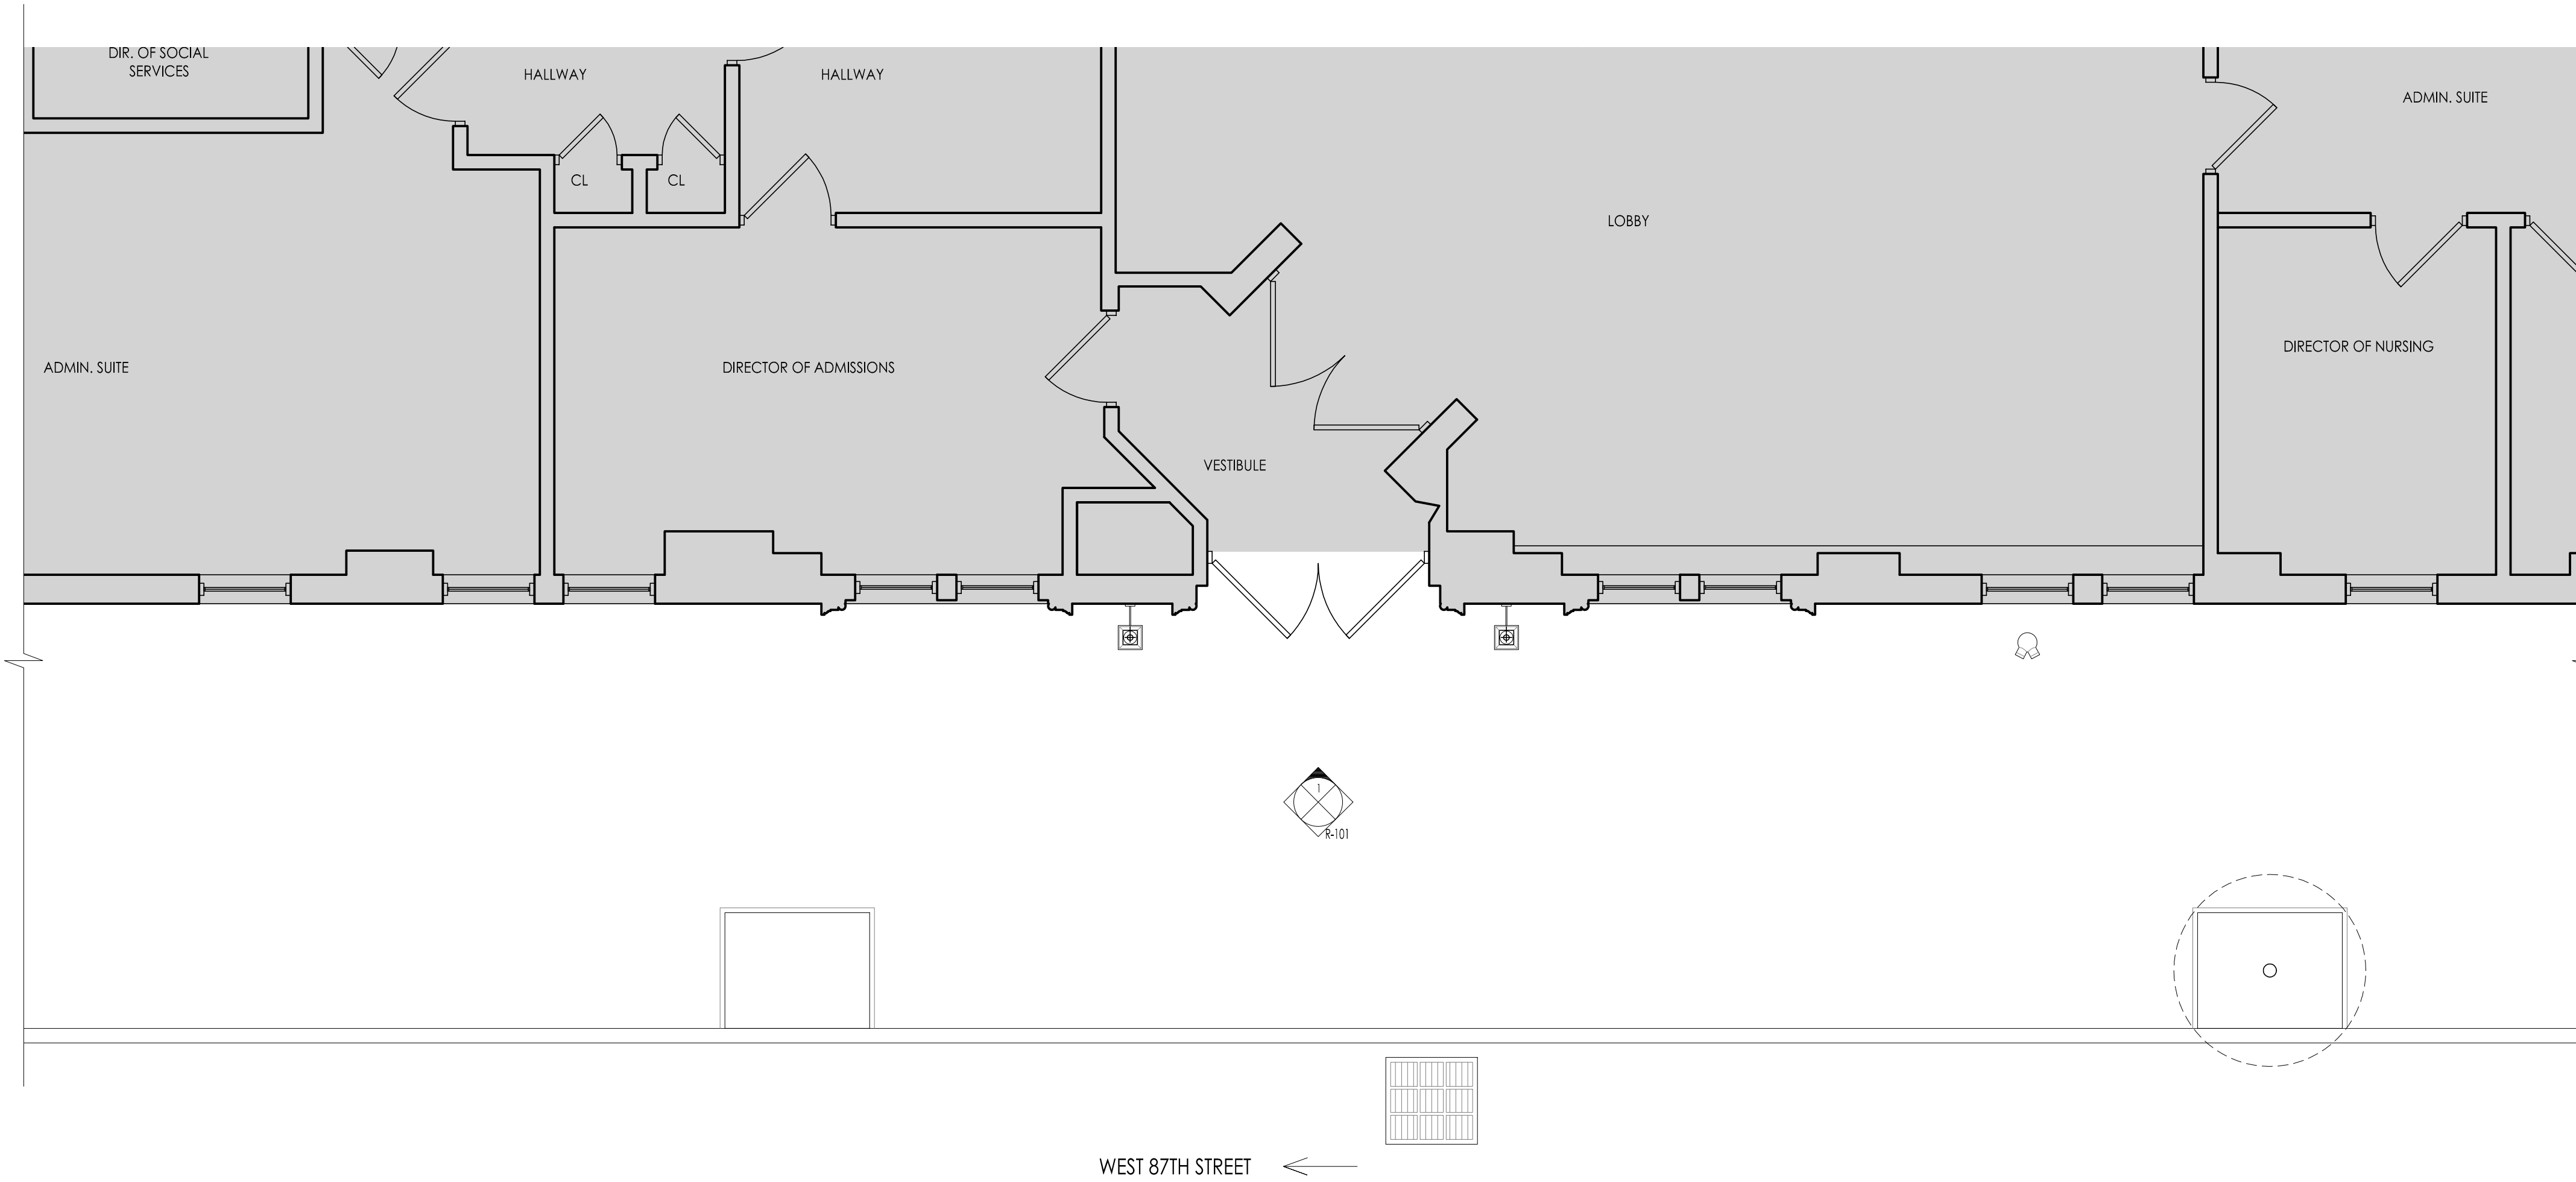 DIR. OF SOCIAL
SERVICES
HALLWAY
HALLWAY
ADMIN. SUITE
CL
CL
LOBBY
DIRECTOR OF NURSING
ADMIN. SUITE
DIRECTOR OF ADMISSIONS
VESTIBULE
1
R-101
WEST 87TH STREET